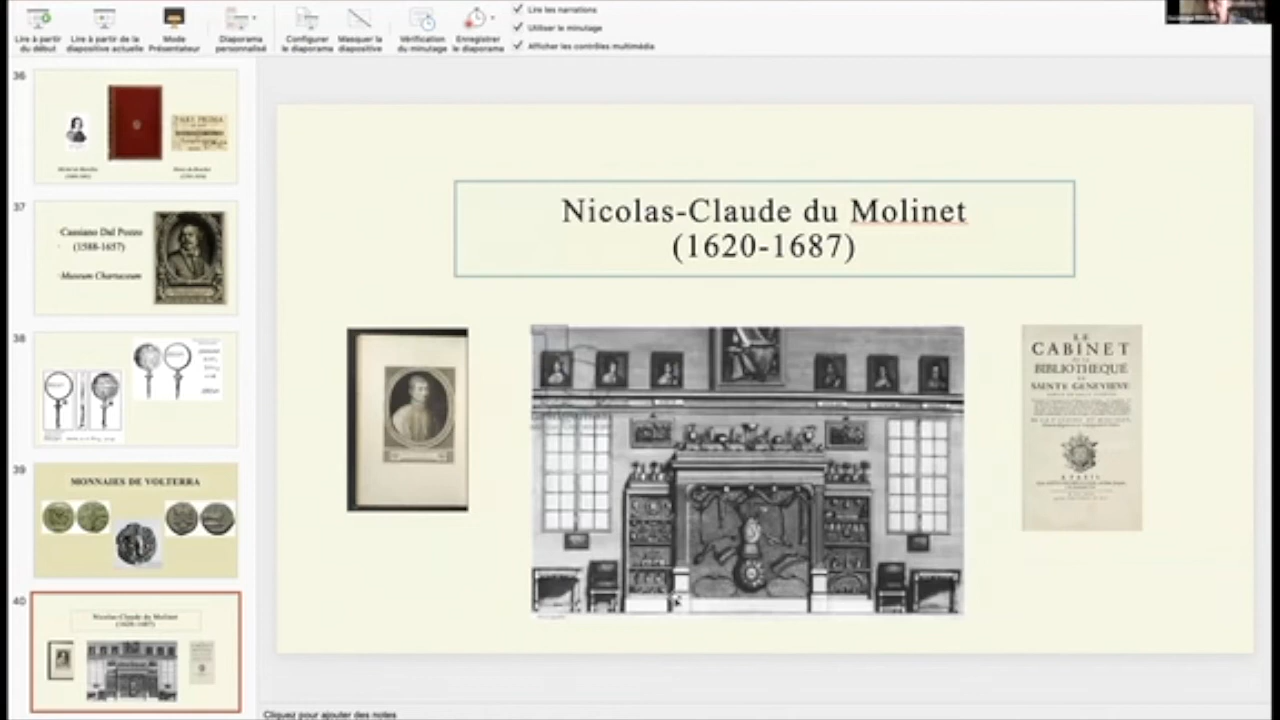 Lire à partir
du début
Lire à partir de la
diapositive actuelle
Mode
Présentateur
Diaporama
personnalisé
Configurer
le diaporama
Masquer la
diapositive
Vérification
du minutage
Enregistrer
le diaporama
Lire les narrations
Utiliser le minutage
Afficher les contrôles multimédia
36
37
Cassiano Dal Pozzo
(1588-1657)
Museum Chartaceum
38
39
MONNAIES DE VOLTERRA
40
Nicolas-Claude du Molinet
(1620-1687)
Nicolas-Claude du Molinet
(1620-1687)
LE
CABINET
DE LA
BIBLIOTHEQUE
DE
SAINTE GENEVIEVE
A PARIS
Cliquez pour ajouter des notes